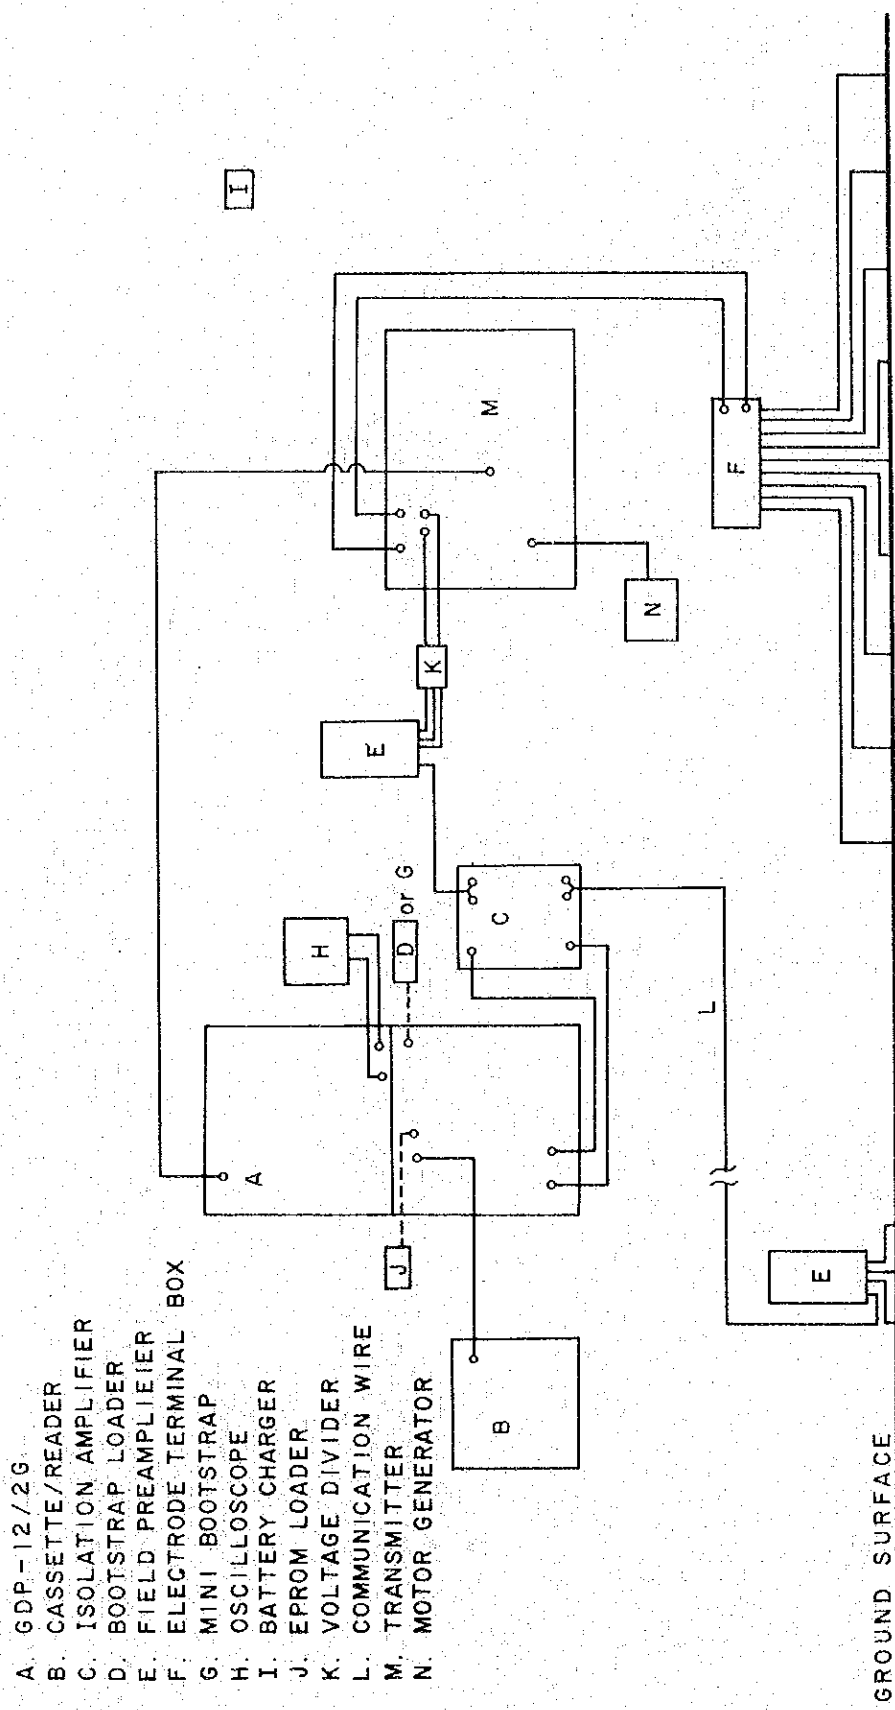 A. GDP-12/2G
B. CASSETTE/READER
C. ISOLATION AMPLIFIER
D. BOOTSTRAP LOADER
E. FIELD PREAMPLIEIER
F. ELECTRODE TERMINAL BOX
G. MINI BOOTSTRAP
H. OSCILLOSCOPE
I. BATTERY CHARGER
J. EPROM LOADER
K. VOLTAGE DIVIDER
L. COMMUNICATION WIRE
M. TRANSMITTER
N. MOTOR GENERATOR
I
A
H
J
D or G
E
K
M
B
C
N
L
F
E
GROUND SURFACE